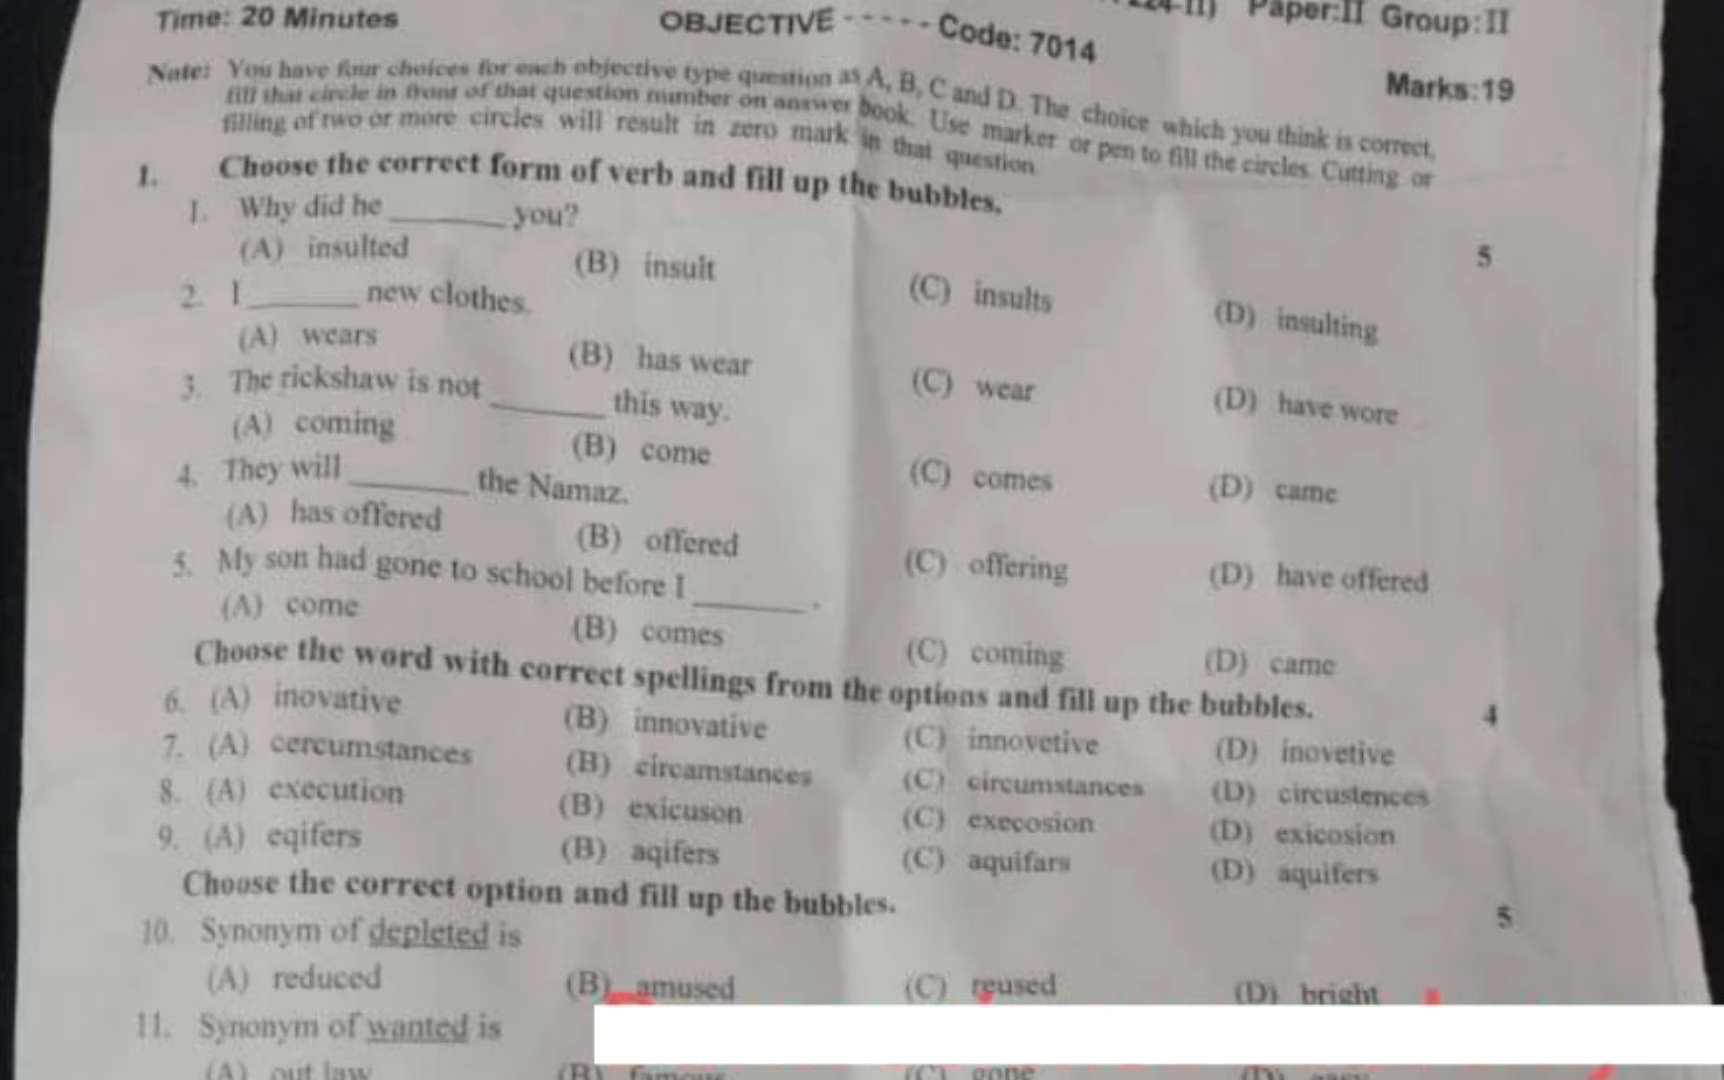 Time: 20 Minutes OBJECTIVE ------ Code: 7014 Paper:II Group:II
Marks:19
Note: You have four choices for each objective type question as A, B, C and D. The choice which you think is correct,
fill that circle in front of that question number on answer book. Use marker or pen to fill the circles. Cutting or
filling of two or more circles will result in zero mark in that question.
1. Choose the correct form of verb and fill up the bubbles. 5
1. Why did he ______ you?
(A) insulted (B) insult (C) insults (D) insulting
2. I ______ new clothes.
(A) wears (B) has wear (C) wear (D) have wore
3. The rickshaw is not ______ this way.
(A) coming (B) come (C) comes (D) came
4. They will ______ the Namaz.
(A) has offered (B) offered (C) offering (D) have offered
5. My son had gone to school before I ______.
(A) come (B) comes (C) coming (D) came
Choose the word with correct spellings from the options and fill up the bubbles. 4
6. (A) inovative (B) innovative (C) innovetive (D) inovetive
7. (A) cercumstances (B) circamstances (C) circumstances (D) circustences
8. (A) execution (B) exicuson (C) execosion (D) exicosion
9. (A) eqifers (B) aqifers (C) aquifars (D) aquifers
Choose the correct option and fill up the bubbles. 5
10. Synonym of depleted is
(A) reduced (B) amused (C) reused (D) bright
11. Synonym of wanted is
(A) out law (B) famous (C) gone (D) easy